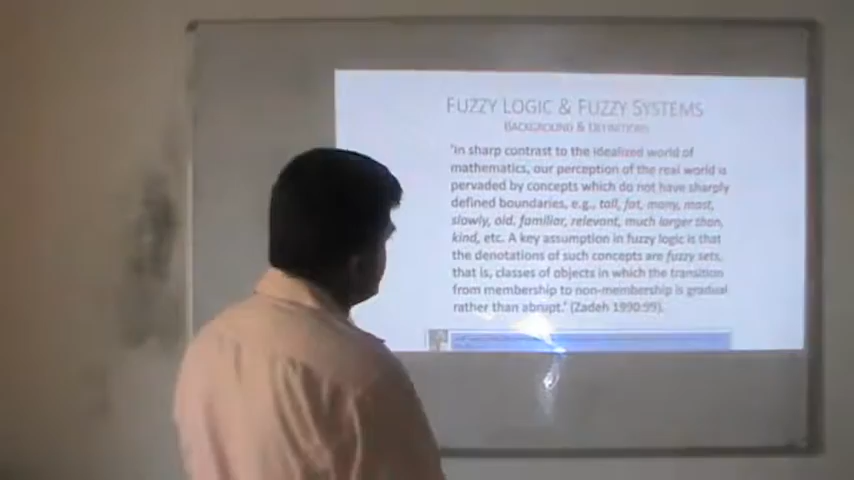 FUZZY LOGIC & FUZZY SYSTEMS
BACKGROUND & DEFINITIONS
'In sharp contrast to the idealized world of
mathematics, our perception of the real world is
pervaded by concepts which do not have sharply
defined boundaries, e.g., tall, fat, many, most,
slowly, old, familiar, relevant, much larger than,
kind, etc. A key assumption in fuzzy logic is that
the denotations of such concepts are fuzzy sets,
that is, classes of objects in which the transition
from membership to non-membership is gradual
rather than abrupt.' (Zadeh 1990:99).